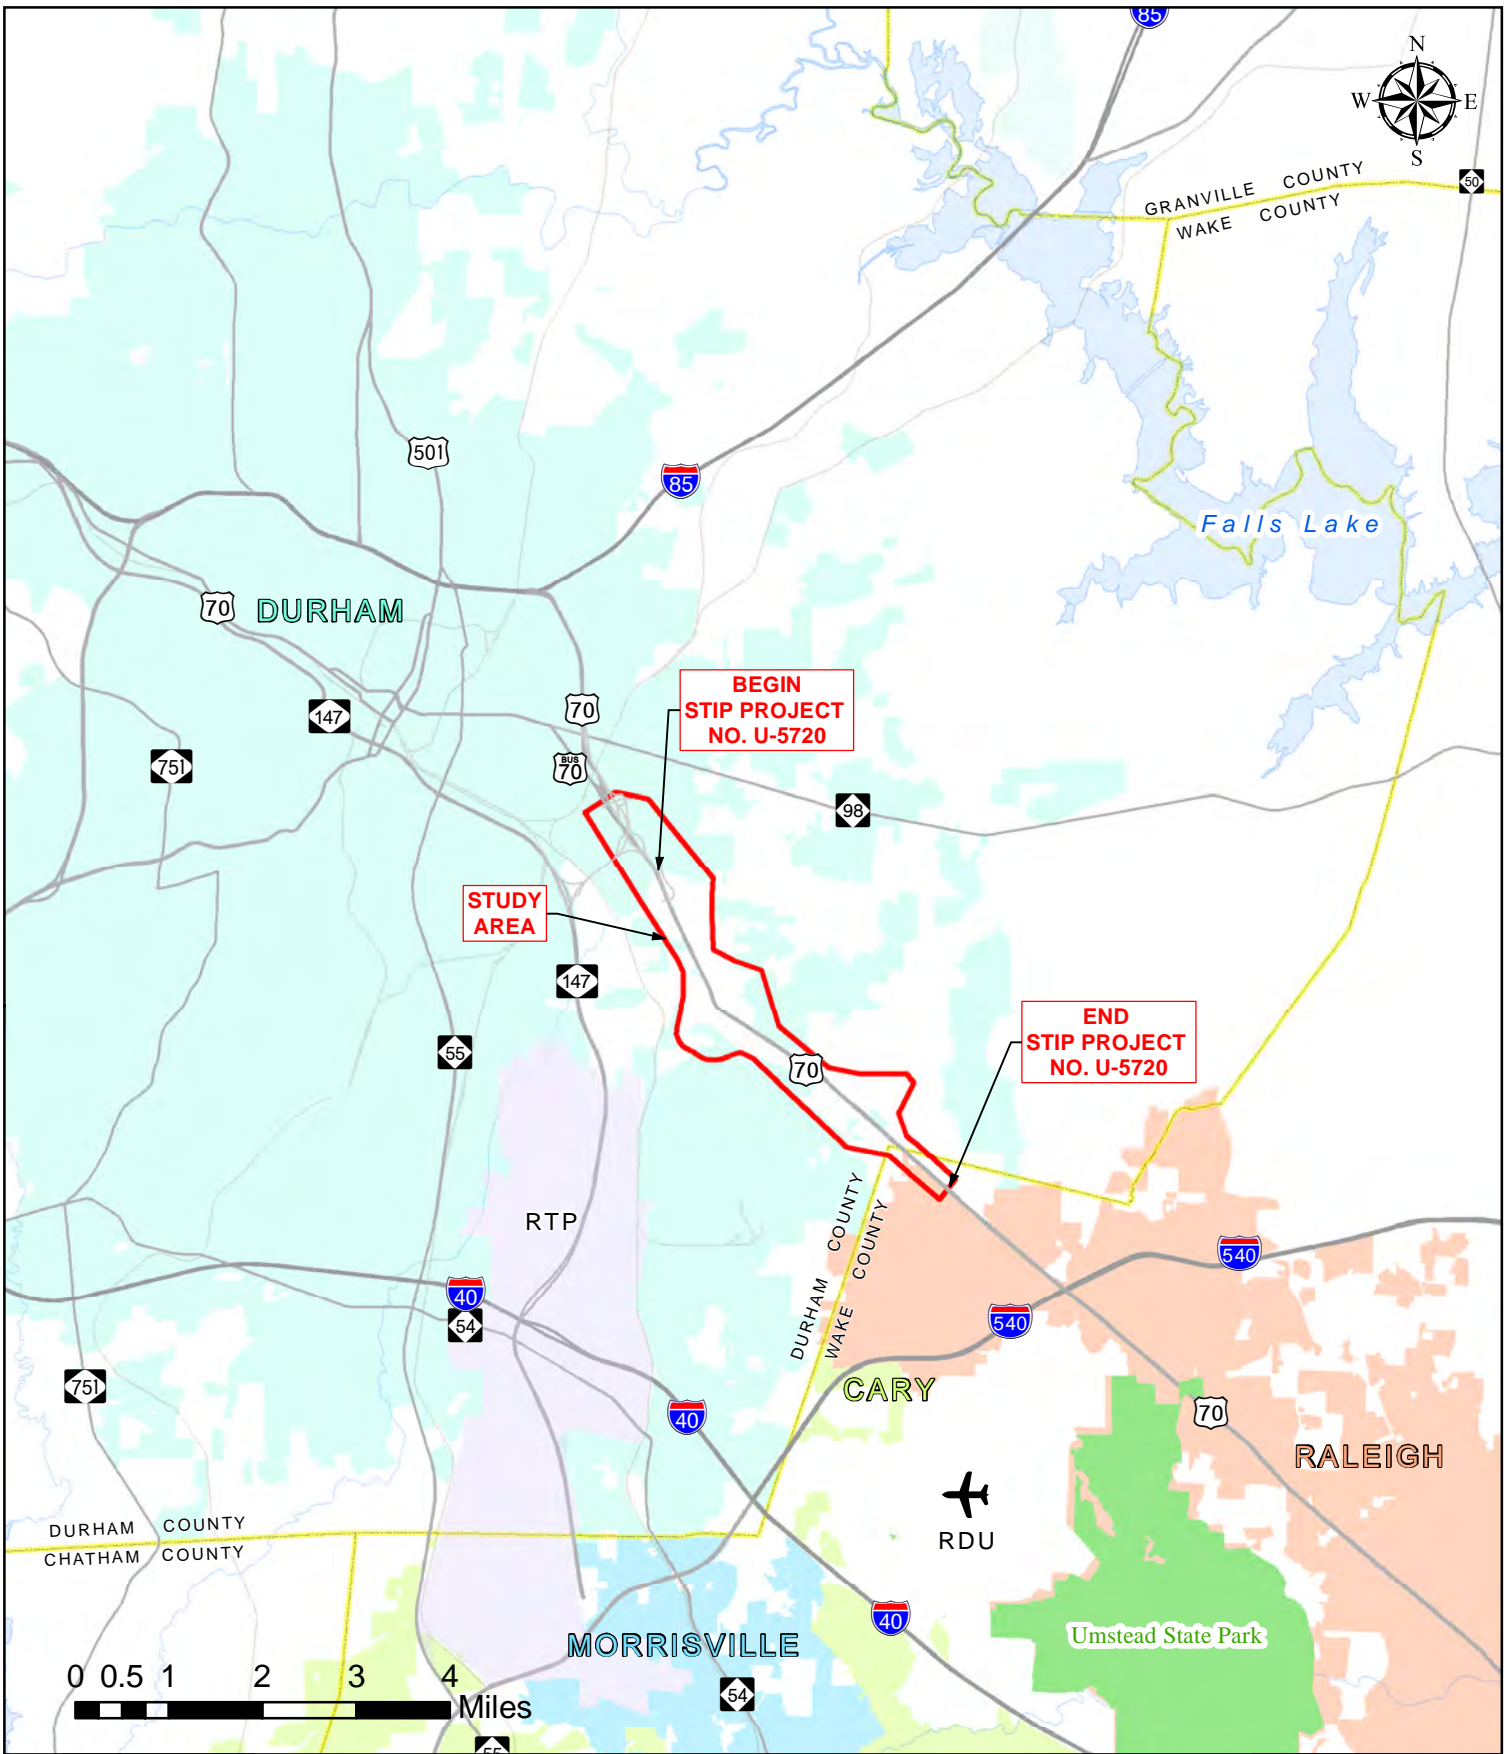 85
N
W E
S
GRANVILLE COUNTY
WAKE COUNTY
50
501
85
Falls Lake
70
DURHAM
BEGIN
STIP PROJECT
NO. U-5720
70
147
751
BUS
70
98
STUDY
AREA
147
END
STIP PROJECT
NO. U-5720
55
70
RTP
DURHAM COUNTY
WAKE COUNTY
540
40
54
540
751
CARY
40
70
RALEIGH
RDU
DURHAM COUNTY
CHATHAM COUNTY
40
Umstead State Park
MORRISVILLE
0 0.5 1 2 3 4
Miles
54
55